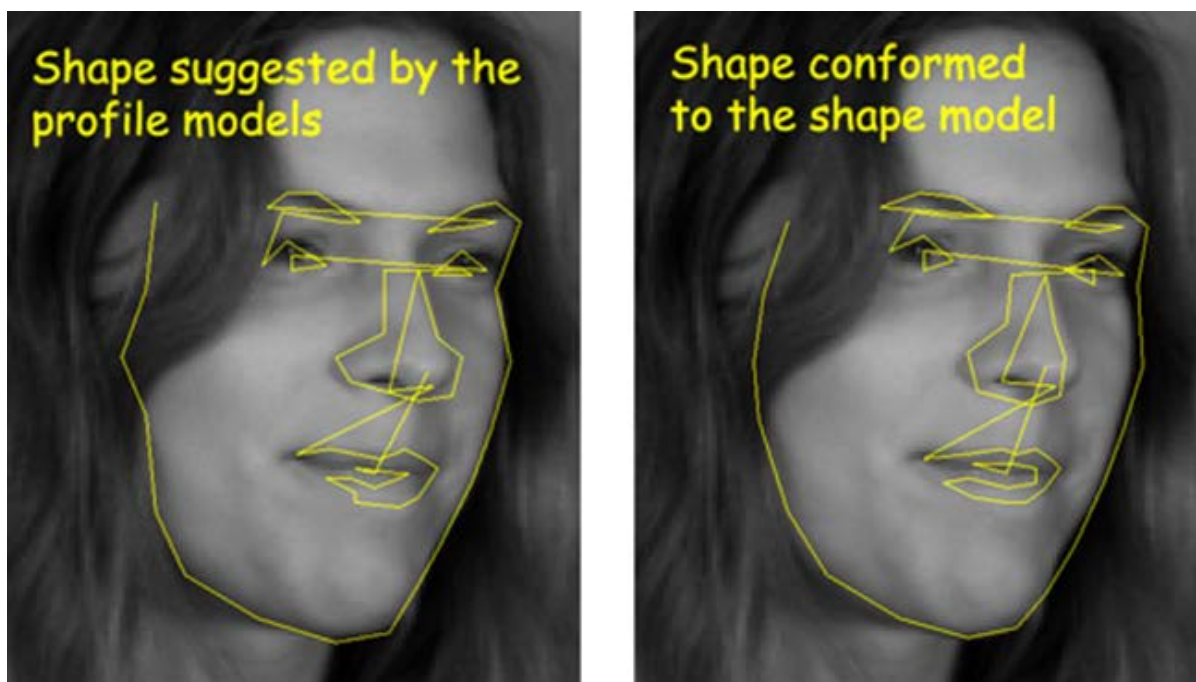 Shape suggested by the
profile models
Shape conformed
to the shape model